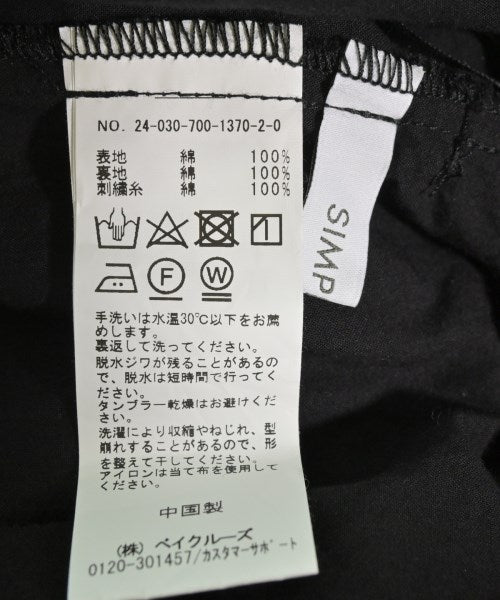 NO. 24-030-700-1370-2-0
表地 綿 100%
裏地 綿 100%
刺繍糸 綿 100%
F
W
手洗いは水温30℃以下をお薦
めします。
裏返して洗ってください。
脱水ジワが残ることがあるの
で、脱水は短時間で行ってく
ださい。
タンブラー乾燥はお避けくだ
さい。
洗濯により収縮やねじれ、型
崩れすることがあるので、形
を整えて干してください。
アイロンは当て布を使用して
ください。
中国製
(株) ベイクルーズ
0120-301457/カスタマーサポート
SIMP